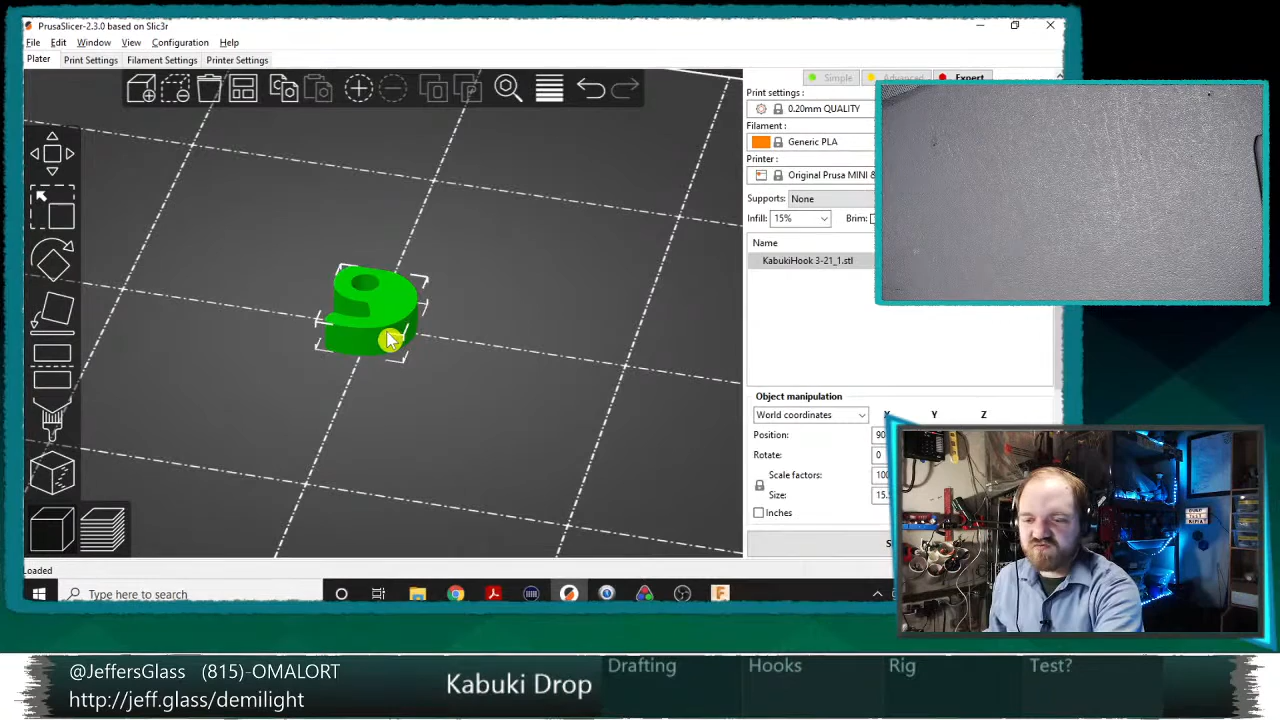 PrusaSlicer-2.3.0 based on Slic3r
File Edit Window View Configuration Help
Plater Print Settings Filament Settings Printer Settings
Simple Advanced Expert
Print settings :
0.20mm QUALITY
Filament :
Generic PLA
Printer :
Original Prusa MINI &
Supports: None
Infill: 15% Brim:
Name
KabukiHook 3-21_1.stl
Object manipulation
World coordinates X Y Z
Position: 90
Rotate: 0
Scale factors: 100
Size: 15.
Inches
S
Loaded
Type here to search
@JeffersGlass (815)-OMALORT
http://jeff.glass/demilight
Kabuki Drop
Drafting
Hooks
Rig
Test?